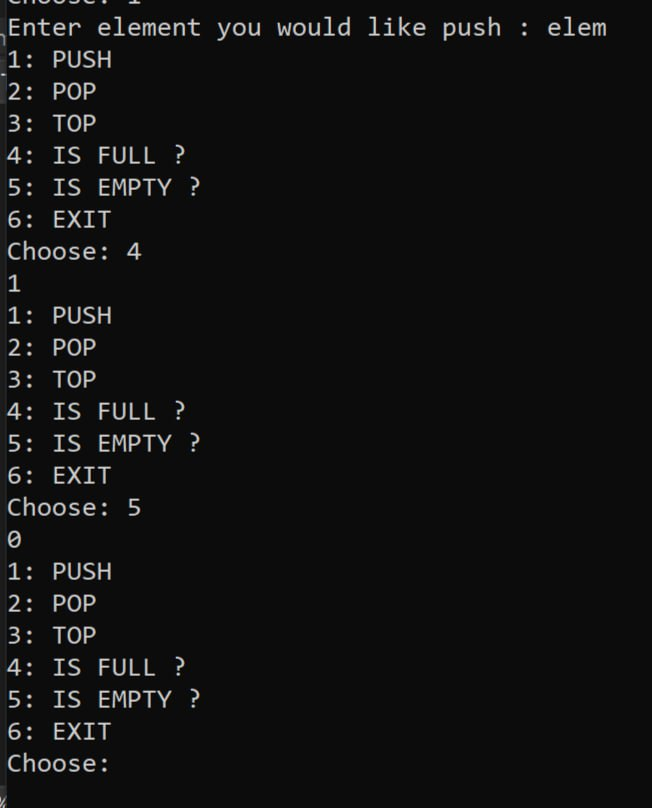 Choose: 1
Enter element you would like push : elem
1: PUSH
2: POP
3: TOP
4: IS FULL ?
5: IS EMPTY ?
6: EXIT
Choose: 4
1
1: PUSH
2: POP
3: TOP
4: IS FULL ?
5: IS EMPTY ?
6: EXIT
Choose: 5
0
1: PUSH
2: POP
3: TOP
4: IS FULL ?
5: IS EMPTY ?
6: EXIT
Choose: